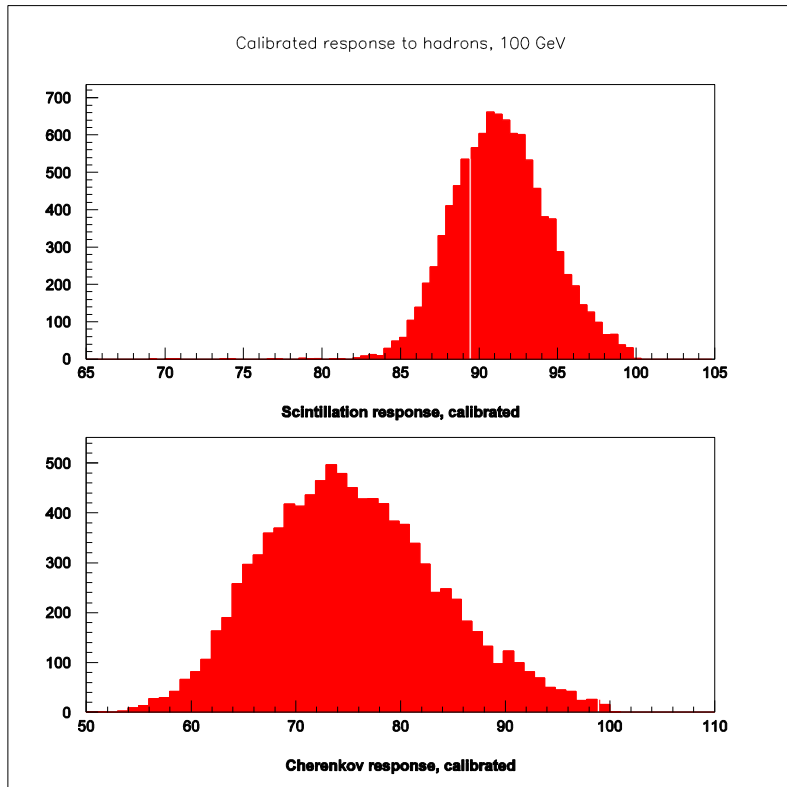 Calibrated response to hadrons, 100 GeV
700
600
500
400
300
200
100
0
65 70 75 80 85 90 95 100 105
Scintillation response, calibrated
500
400
300
200
100
0
50 60 70 80 90 100 110
Cherenkov response, calibrated